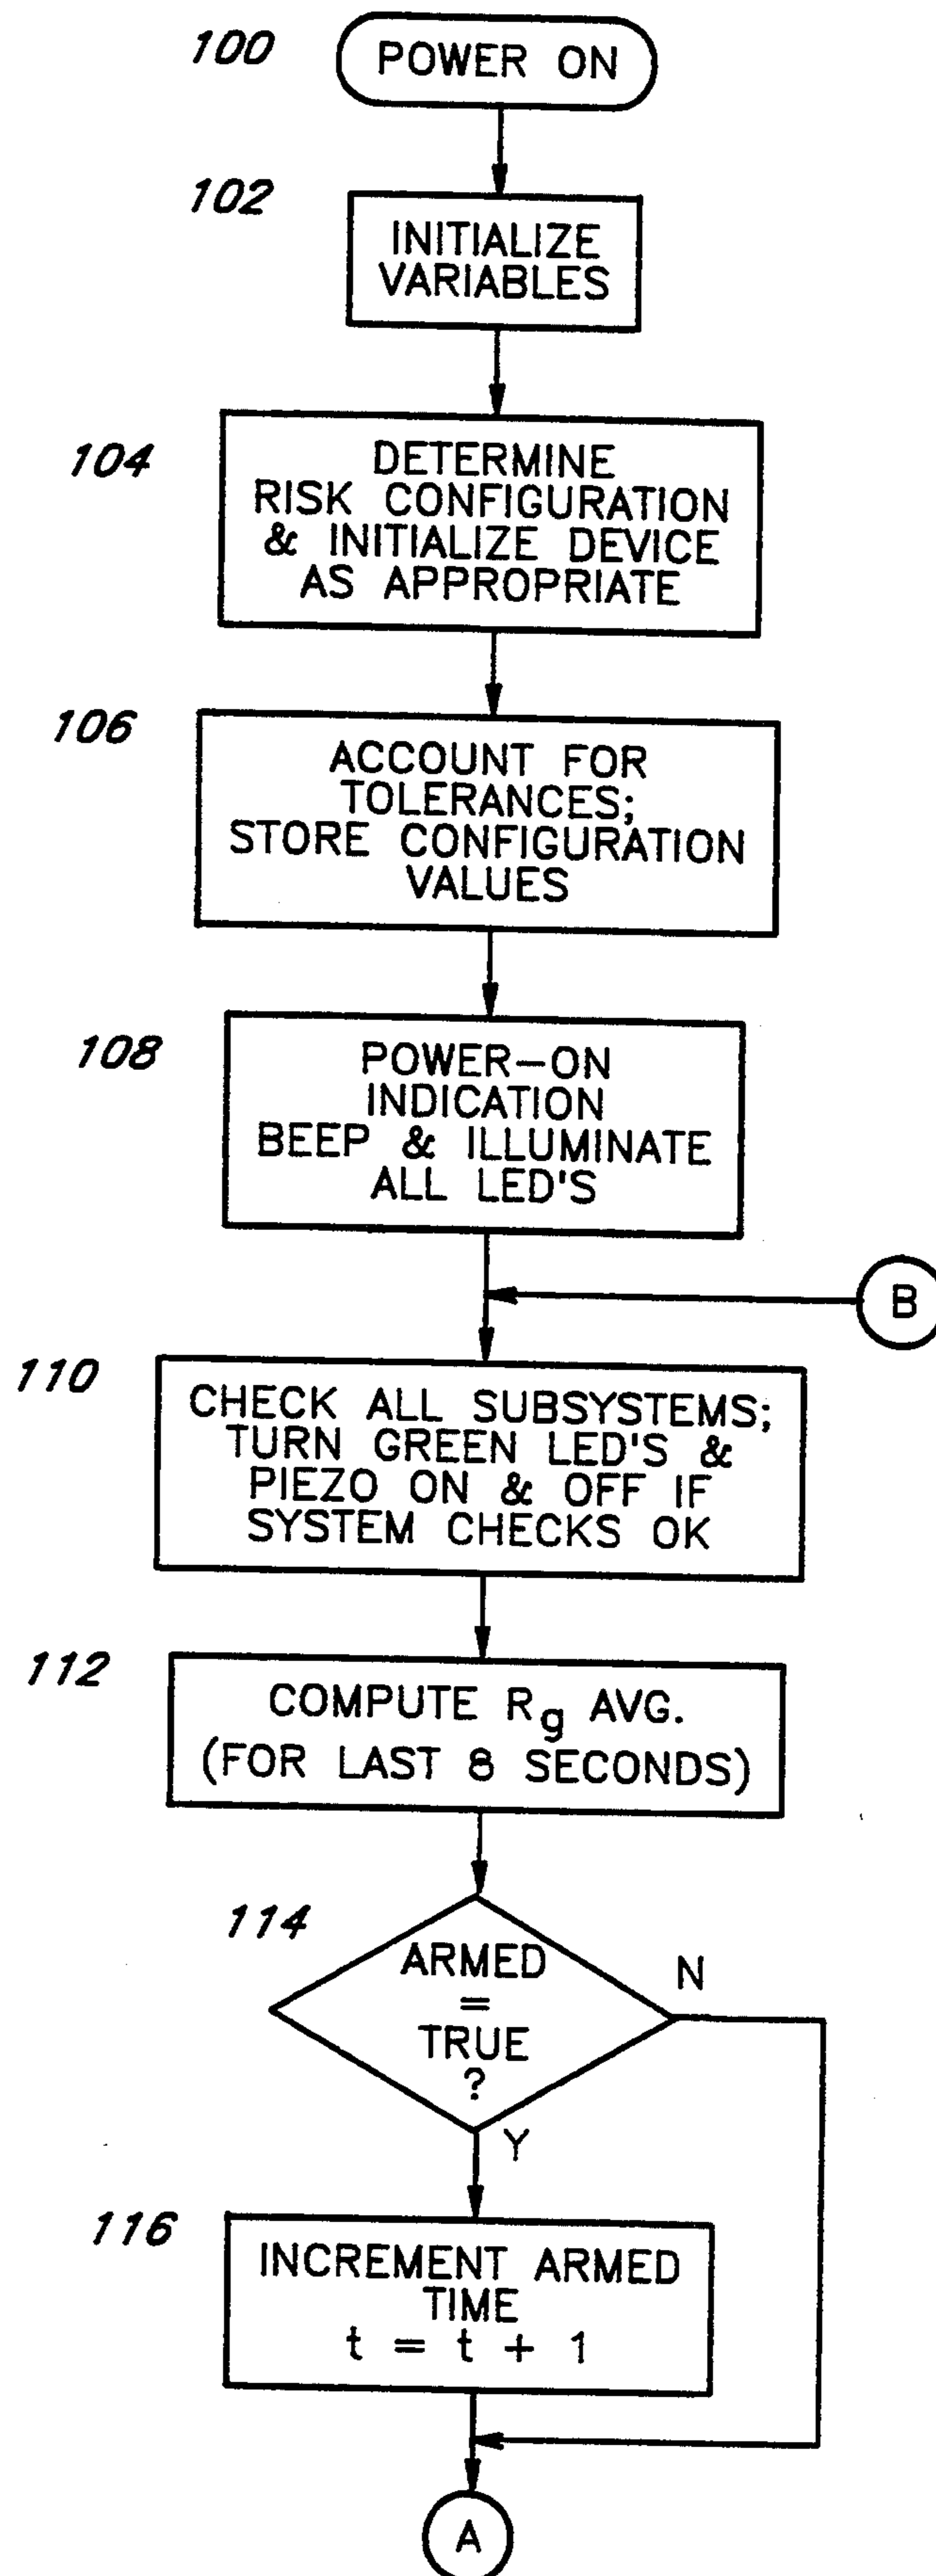 100
POWER ON
102
INITIALIZE
VARIABLES
104
DETERMINE
RISK CONFIGURATION
& INITIALIZE DEVICE
AS APPROPRIATE
106
ACCOUNT FOR
TOLERANCES;
STORE CONFIGURATION
VALUES
108
POWER-ON
INDICATION
BEEP & ILLUMINATE
ALL LED'S
B
110
CHECK ALL SUBSYSTEMS;
TURN GREEN LED'S &
PIEZO ON & OFF IF
SYSTEM CHECKS OK
112
COMPUTE Rg AVG.
(FOR LAST 8 SECONDS)
114
ARMED
=
TRUE
?
N
Y
116
INCREMENT ARMED
TIME
t = t + 1
A